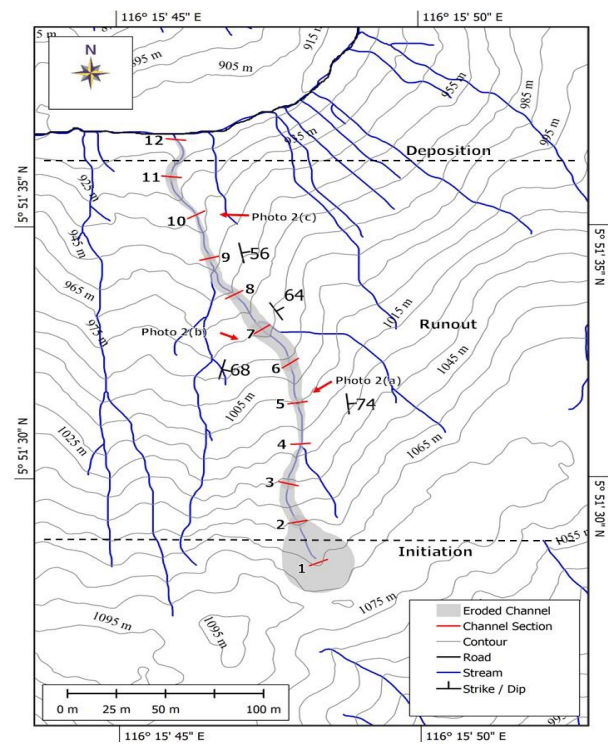 116° 15' 45" E
116° 15' 50" E
N
895 m
905 m
915 m
955 m
985 m
995 m
955 m
12
Deposition
11
925 m
5° 51' 35" N
5° 51' 35" N
10
Photo 2(c)
945 m
9
56
965 m
8
64
1015 m
975 m
Photo 2(b)
7
Runout
68
6
1045 m
Photo 2(a)
5
74
1005 m
1025 m
4
1065 m
5° 51' 30" N
5° 51' 30" N
3
2
1055 m
Initiation
1
1075 m
1095 m
1095 m
Eroded Channel
Channel Section
Contour
Road
Stream
Strike / Dip
0 m 25 m 50 m 100 m
116° 15' 45" E
116° 15' 50" E